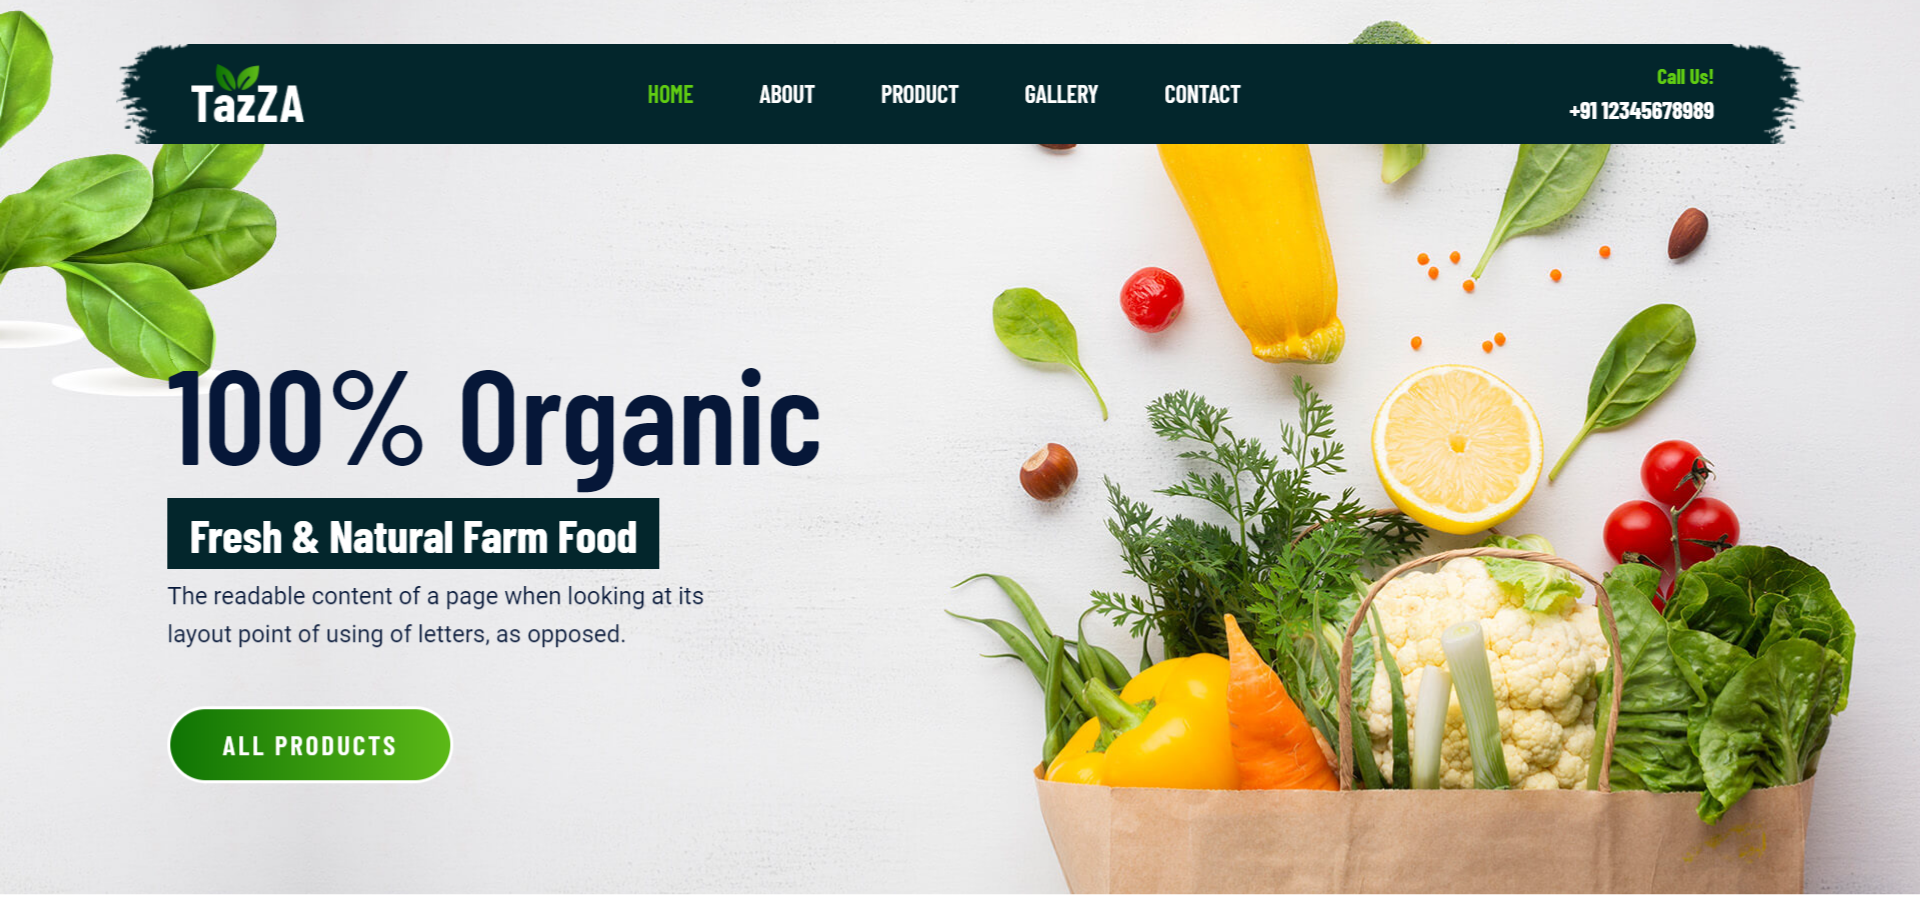 TazZA
HOME
ABOUT
PRODUCT
GALLERY
CONTACT
Call Us!
+91 12345678989
100% Organic
Fresh & Natural Farm Food
The readable content of a page when looking at its
layout point of using of letters, as opposed.
ALL PRODUCTS